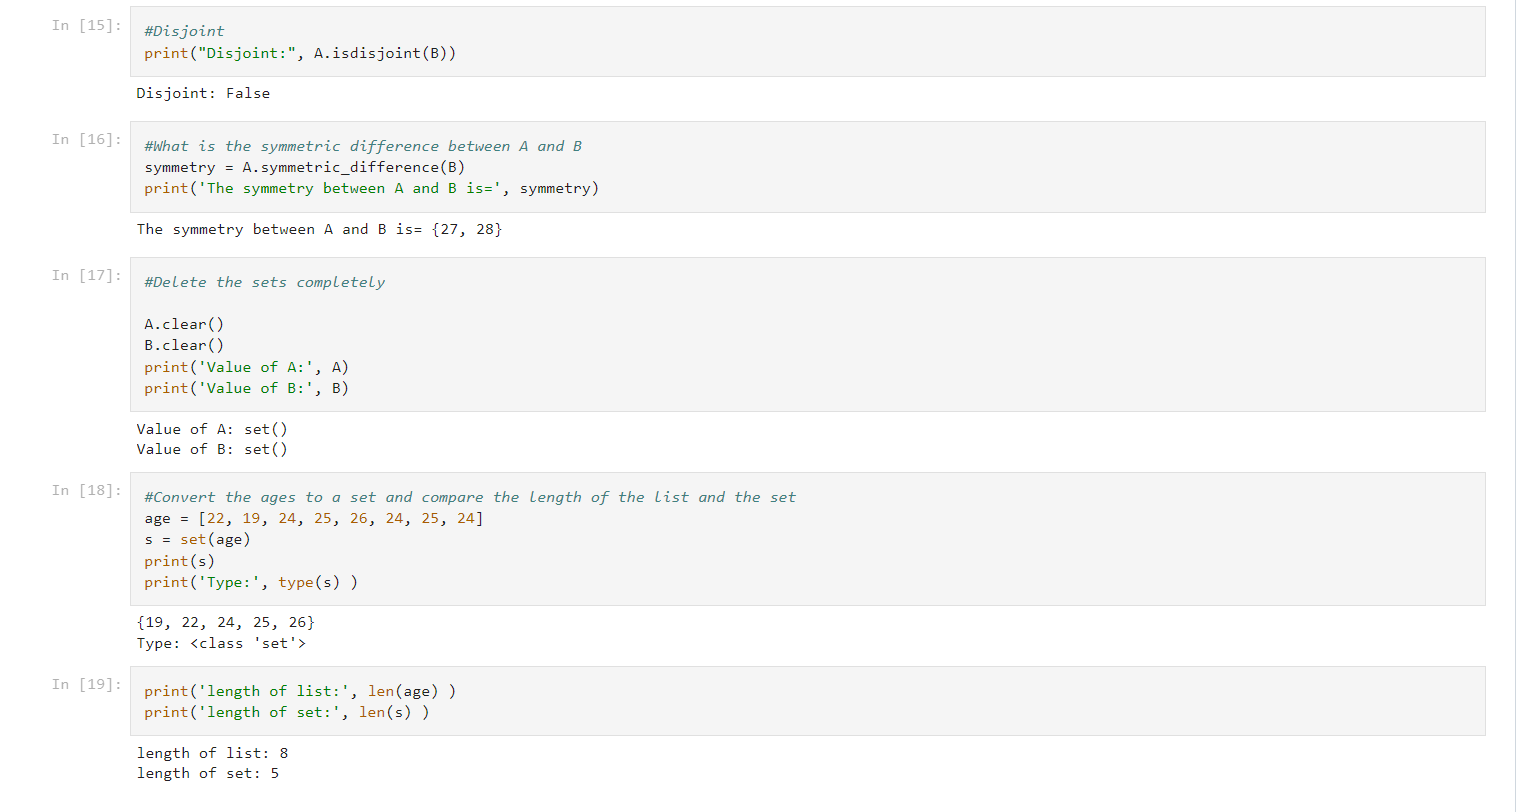 In [15]:
#Disjoint
print("Disjoint:", A.isdisjoint(B))
Disjoint: False
In [16]:
#What is the symmetric difference between A and B
symmetry = A.symmetric_difference(B)
print('The symmetry between A and B is=', symmetry)
The symmetry between A and B is= {27, 28}
In [17]:
#Delete the sets completely
A.clear()
B.clear()
print('Value of A:', A)
print('Value of B:', B)
Value of A: set()
Value of B: set()
In [18]:
#Convert the ages to a set and compare the length of the list and the set
age = [22, 19, 24, 25, 26, 24, 25, 24]
s = set(age)
print(s)
print('Type:', type(s) )
{19, 22, 24, 25, 26}
Type: <class 'set'>
In [19]:
print('length of list:', len(age) )
print('length of set:', len(s) )
length of list: 8
length of set: 5